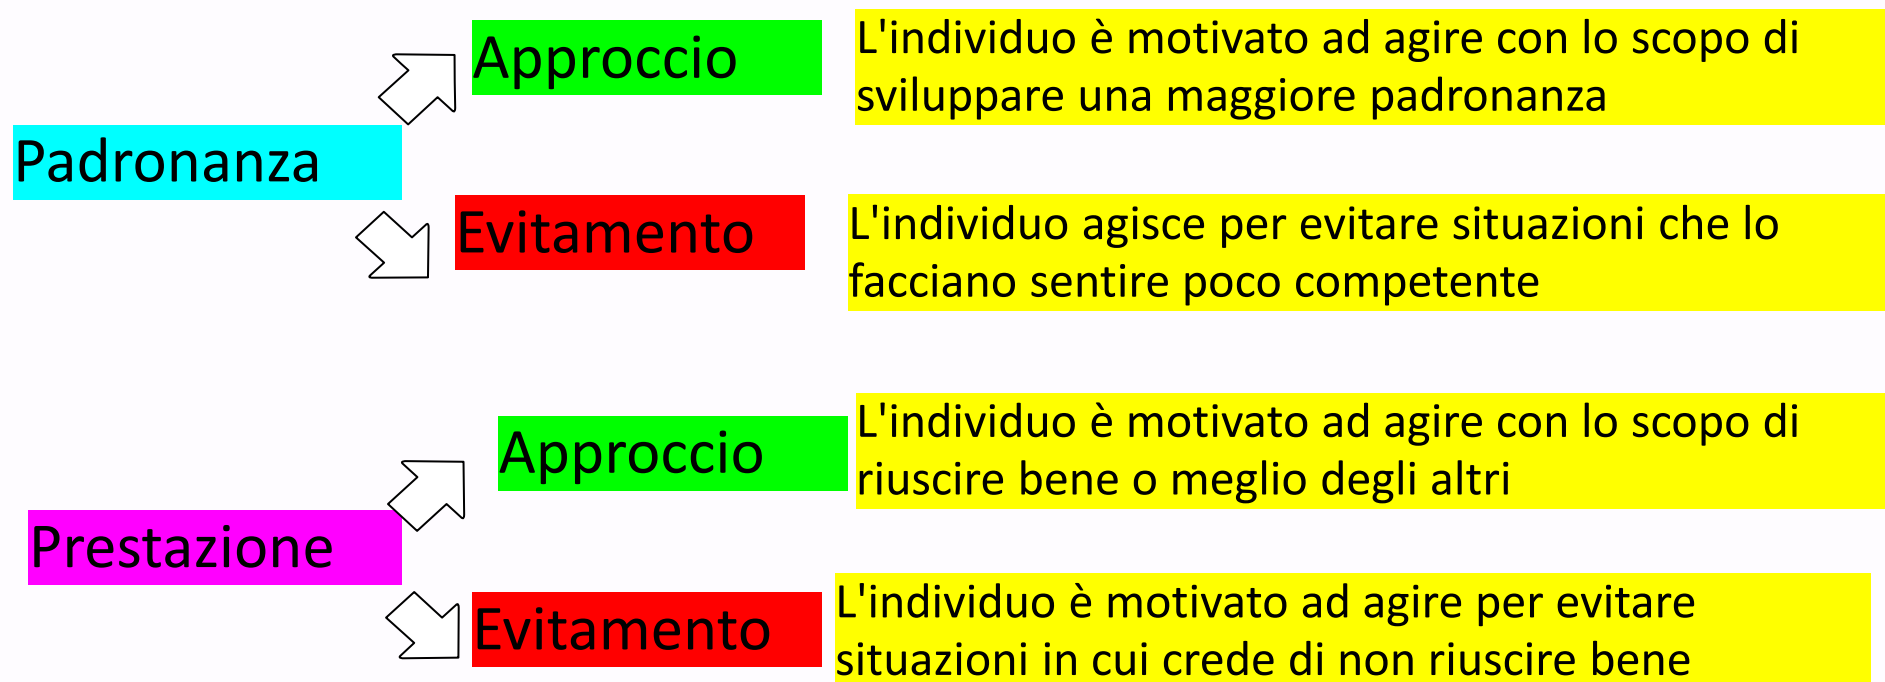 Padronanza
Approccio
L'individuo è motivato ad agire con lo scopo di
sviluppare una maggiore padronanza
Evitamento
L'individuo agisce per evitare situazioni che lo
facciano sentire poco competente
Prestazione
Approccio
L'individuo è motivato ad agire con lo scopo di
riuscire bene o meglio degli altri
Evitamento
L'individuo è motivato ad agire per evitare
situazioni in cui crede di non riuscire bene